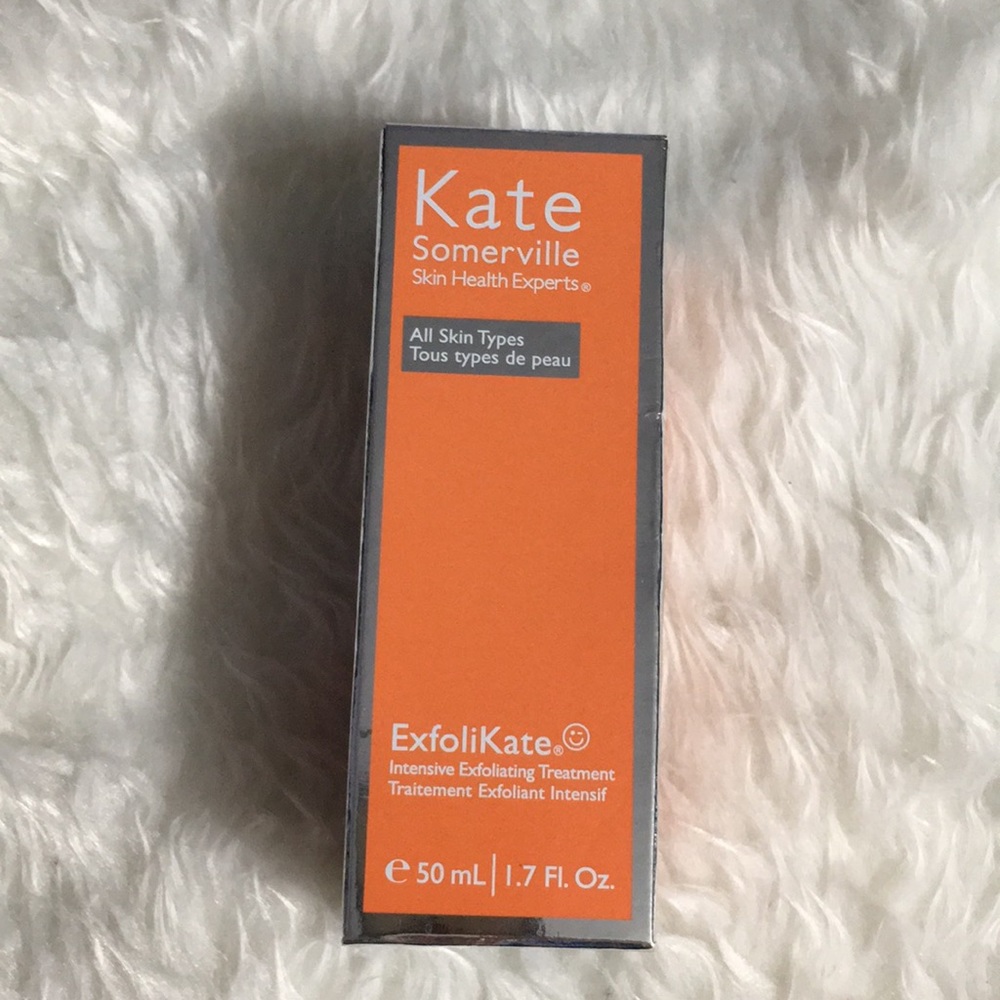 Kate
Somerville
Skin Health Experts®
All Skin Types
Tous types de peau
ExfoliKate®
Intensive Exfoliating Treatment
Traitement Exfoliant Intensif
℮ 50 mL | 1.7 Fl. Oz.